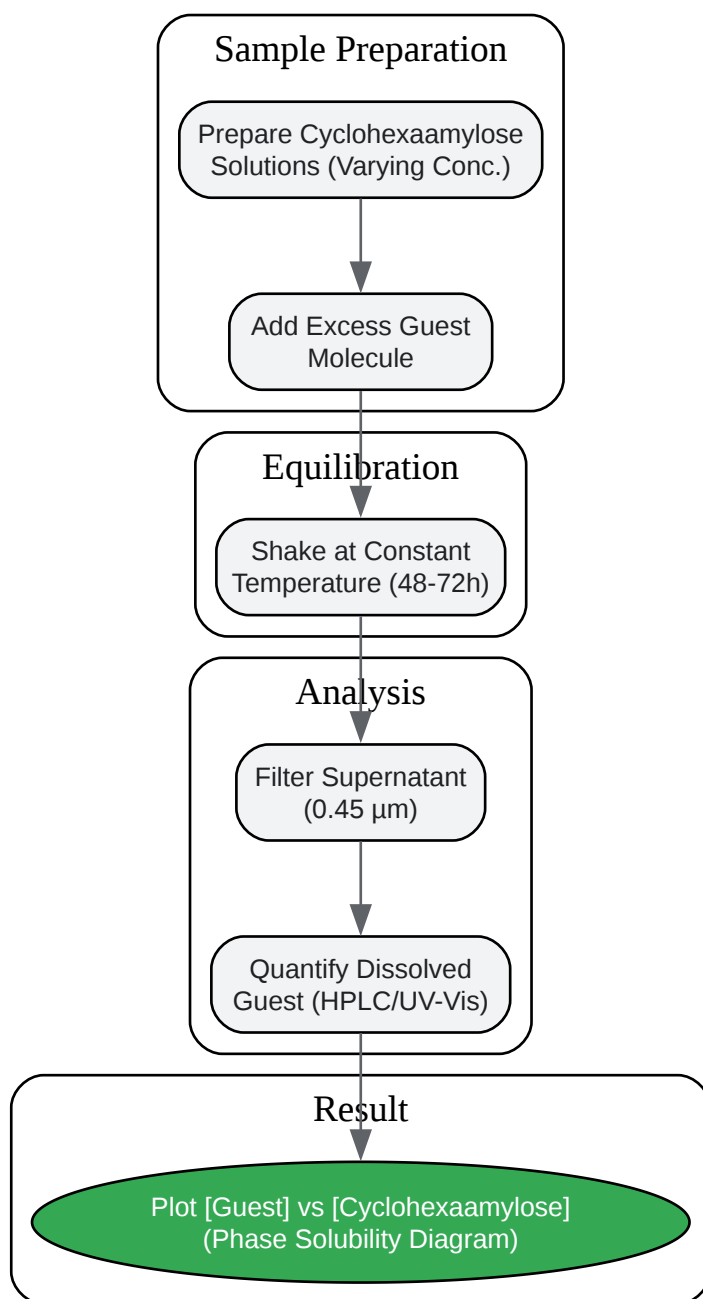 Sample Preparation
Prepare Cyclohexaamylose
Solutions (Varying Conc.)
Add Excess Guest
Molecule
Equilibration
Shake at Constant
Temperature (48-72h)
Analysis
Filter Supernatant
(0.45 µm)
Quantify Dissolved
Guest (HPLC/UV-Vis)
Result
Plot [Guest] vs [Cyclohexaamylose]
(Phase Solubility Diagram)